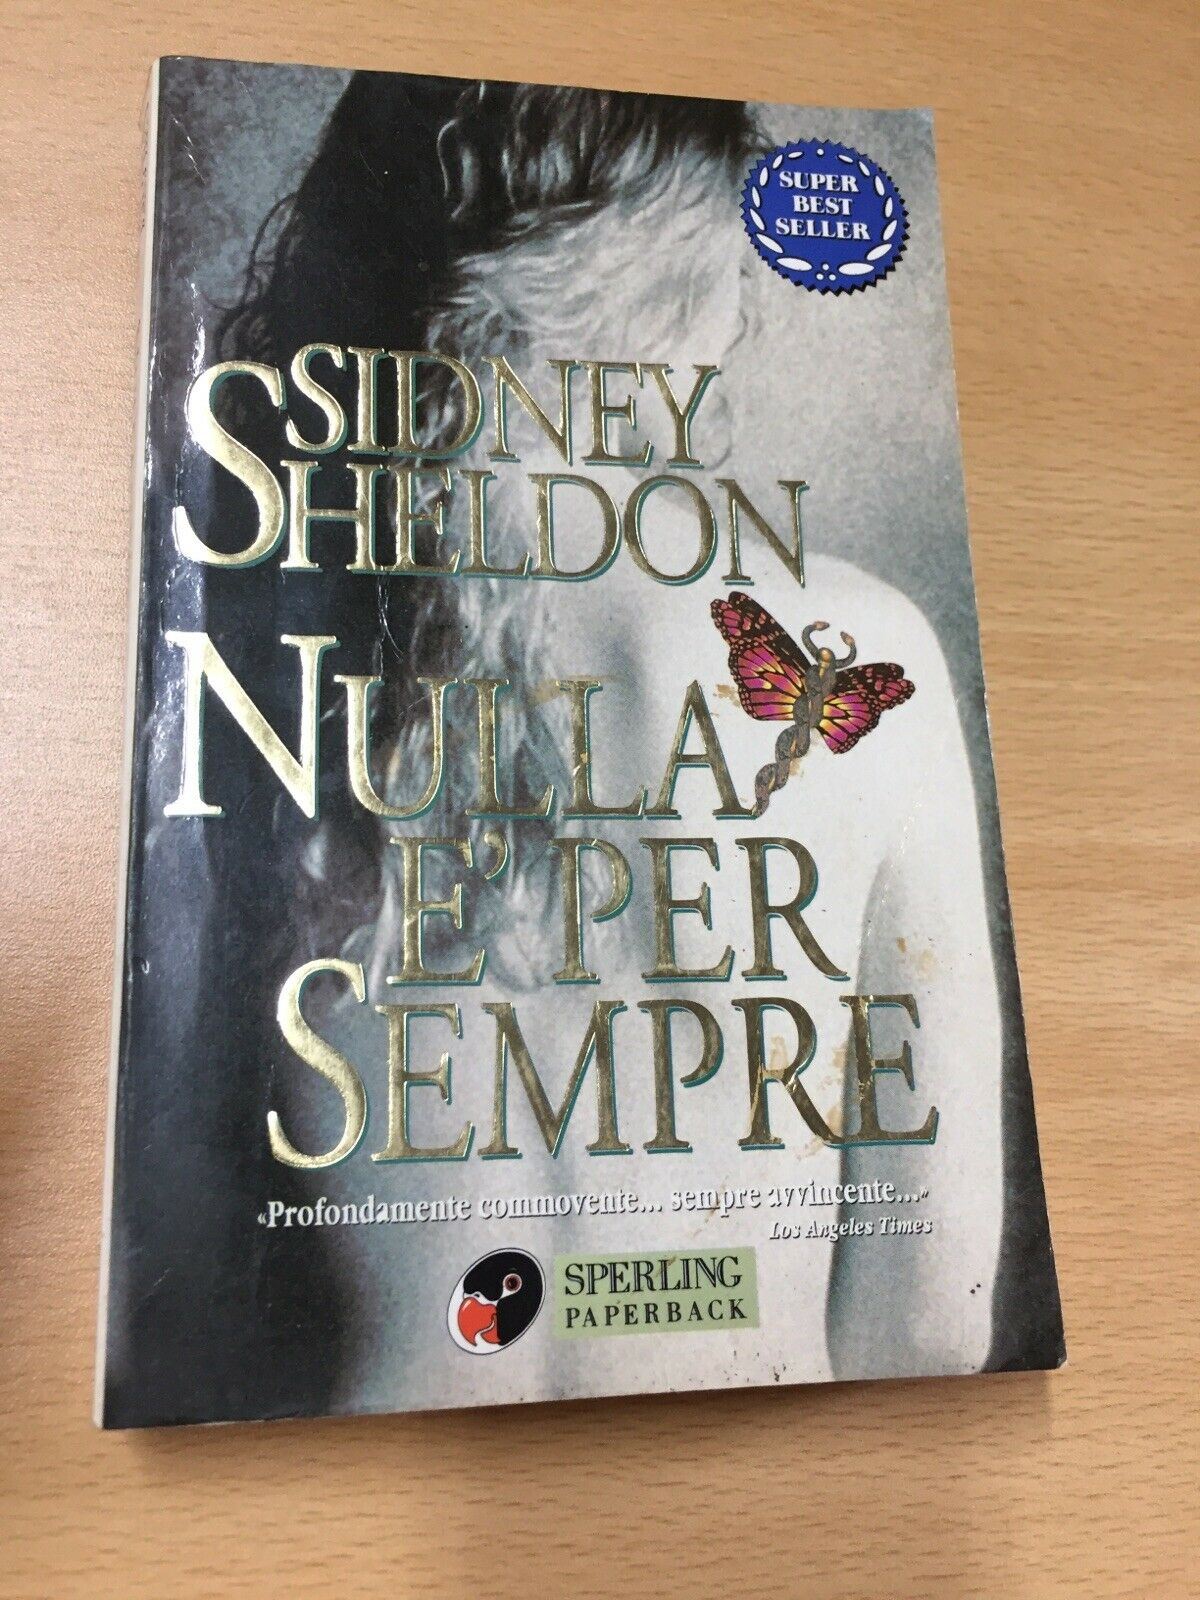 SUPER
BEST
SELLER
SIDNEY
SHELDON
NULLA
E' PER
SEMPRE
«Profondamente commovente... sempre avvincente...»
Los Angeles Times
SPERLING
PAPERBACK